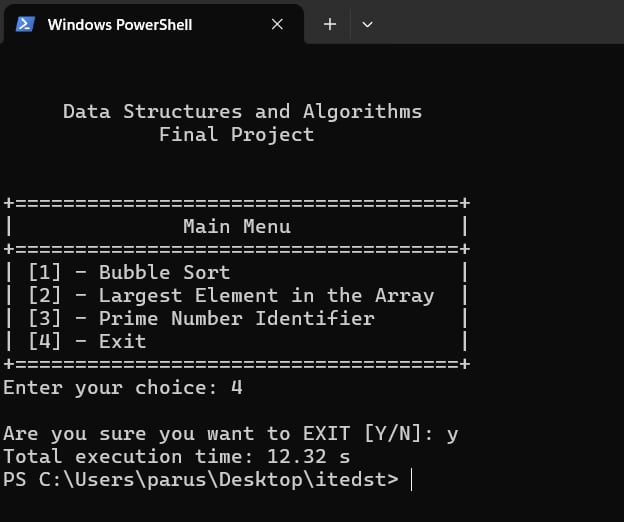 Windows PowerShell
Data Structures and Algorithms
Final Project
+=====================================+
|              Main Menu              |
+=====================================+
| [1] - Bubble Sort                   |
| [2] - Largest Element in the Array  |
| [3] - Prime Number Identifier       |
| [4] - Exit                          |
+=====================================+
Enter your choice: 4
Are you sure you want to EXIT [Y/N]: y
Total execution time: 12.32 s
PS C:\Users\parus\Desktop\itedst>